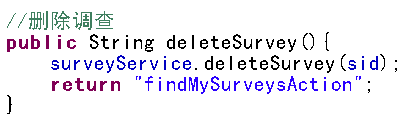 //删除调查
public String deleteSurvey(){
    surveyService.deleteSurvey(sid);
    return "findMySurveysAction";
}